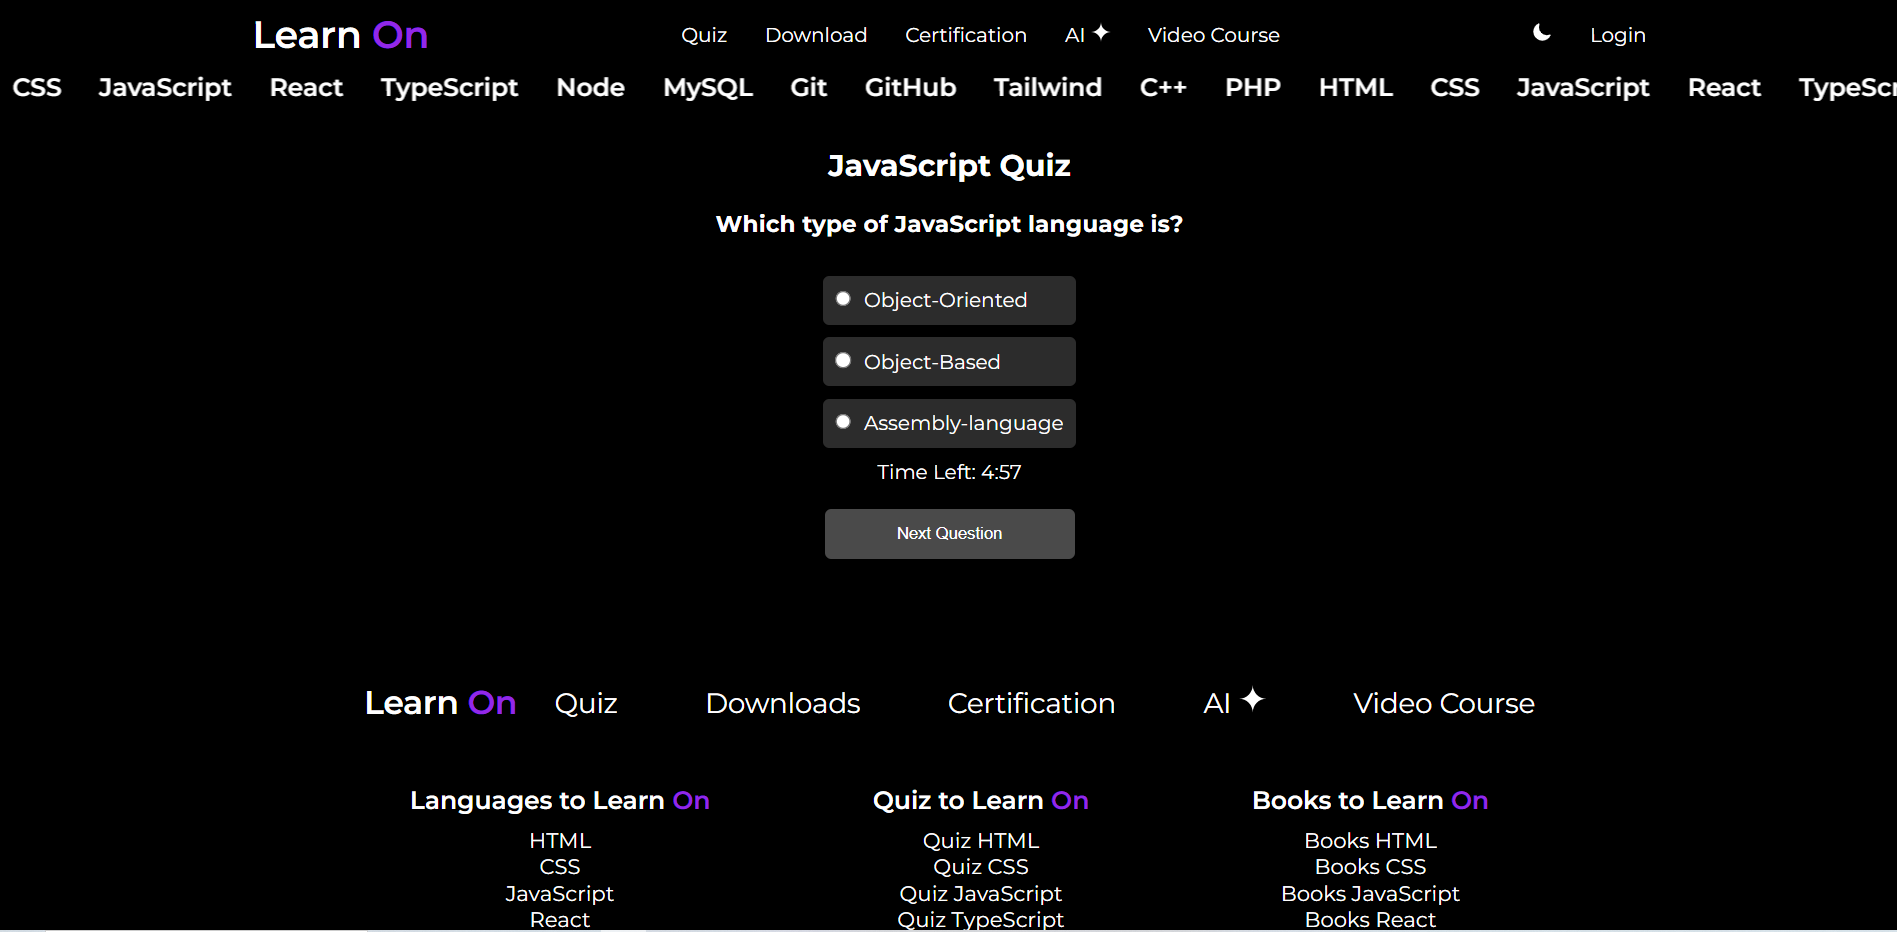 Learn On Quiz Download Certification AI Video Course Login
CSS JavaScript React TypeScript Node MySQL Git GitHub Tailwind C++ PHP HTML CSS JavaScript React TypeScr
JavaScript Quiz
Which type of JavaScript language is?
Object-Oriented
Object-Based
Assembly-language
Time Left: 4:57
Next Question
Learn On Quiz Downloads Certification AI Video Course
Languages to Learn On Quiz to Learn On Books to Learn On
HTML Quiz HTML Books HTML
CSS Quiz CSS Books CSS
JavaScript Quiz JavaScript Books JavaScript
React Quiz TypeScript Books React